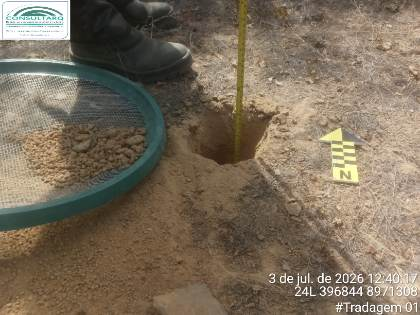 CONSULTARQ
N
3 de jul. de 2026 12:40:17
24L 396844 8971308
#Tradagem 01